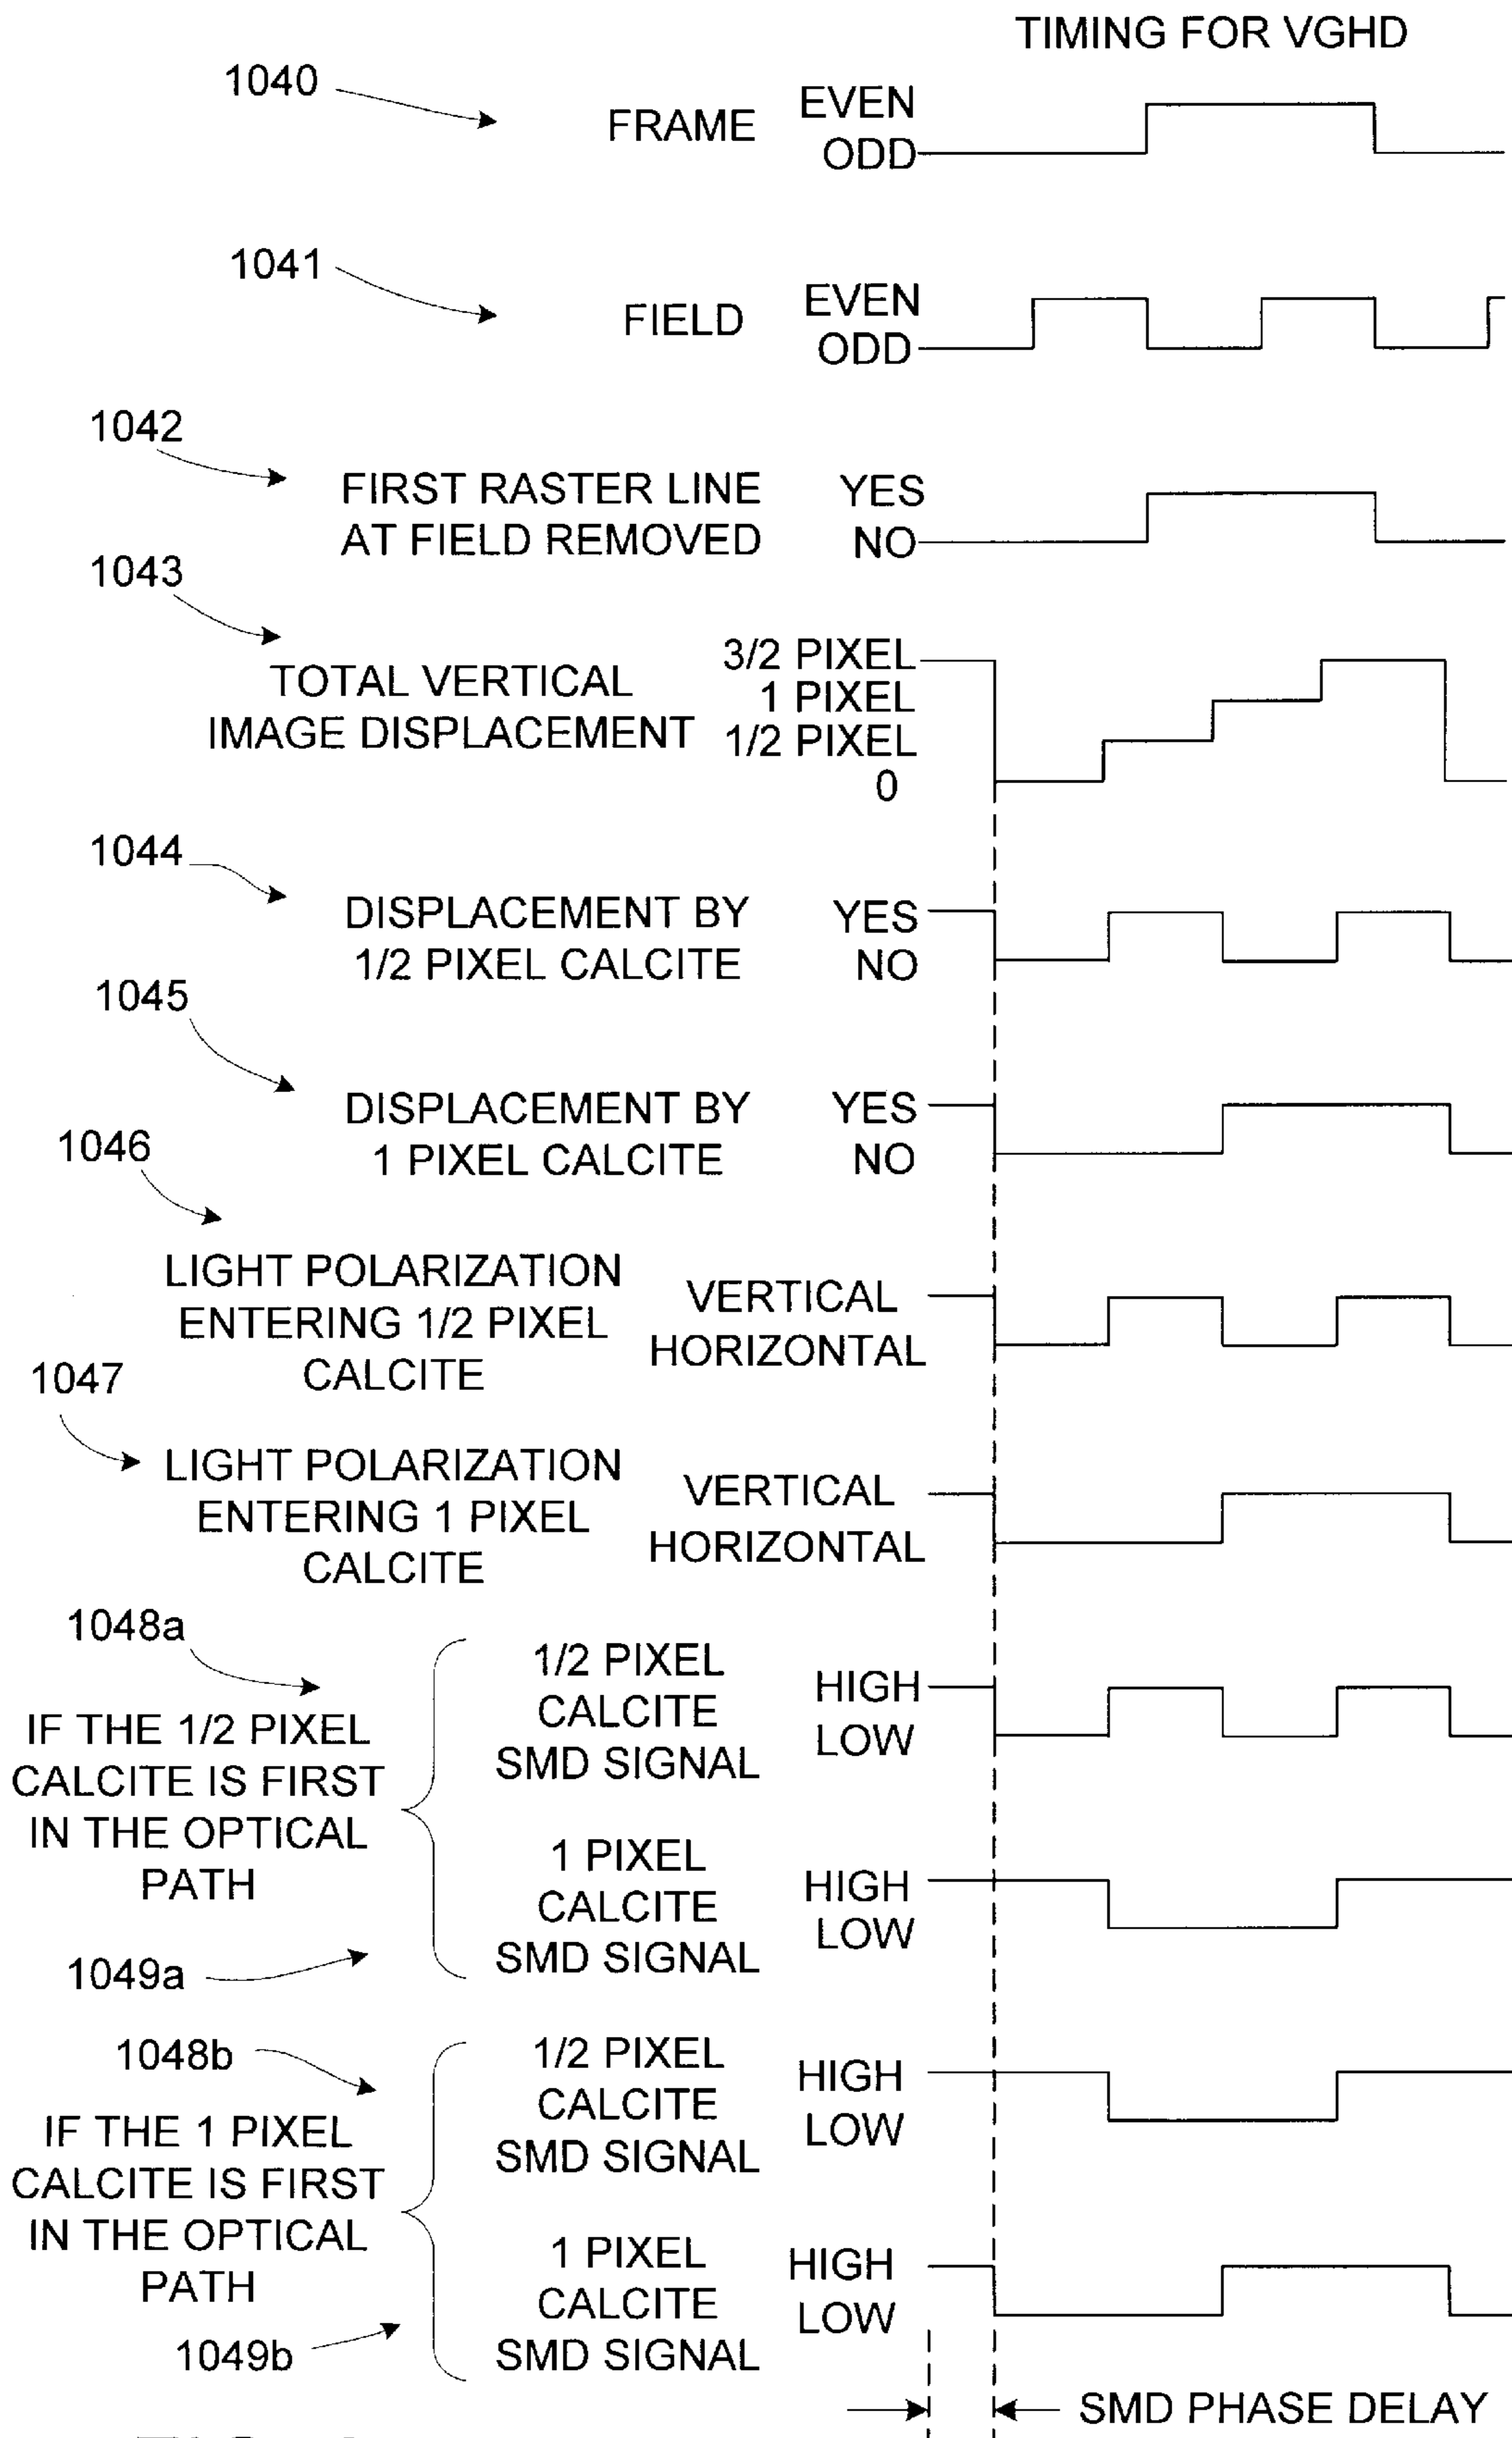 TIMING FOR VGHD
1040
FRAME
EVEN
ODD
1041
FIELD
EVEN
ODD
1042
FIRST RASTER LINE
AT FIELD REMOVED
YES
NO
1043
TOTAL VERTICAL
IMAGE DISPLACEMENT
3/2 PIXEL
1 PIXEL
1/2 PIXEL
0
1044
DISPLACEMENT BY
1/2 PIXEL CALCITE
YES
NO
1045
DISPLACEMENT BY
1 PIXEL CALCITE
YES
NO
1046
LIGHT POLARIZATION
ENTERING 1/2 PIXEL
CALCITE
VERTICAL
HORIZONTAL
1047
LIGHT POLARIZATION
ENTERING 1 PIXEL
CALCITE
VERTICAL
HORIZONTAL
1048a
IF THE 1/2 PIXEL
CALCITE IS FIRST
IN THE OPTICAL
PATH
1/2 PIXEL
CALCITE
SMD SIGNAL
HIGH
LOW
1049a
1 PIXEL
CALCITE
SMD SIGNAL
HIGH
LOW
1048b
IF THE 1 PIXEL
CALCITE IS FIRST
IN THE OPTICAL
PATH
1/2 PIXEL
CALCITE
SMD SIGNAL
HIGH
LOW
1049b
1 PIXEL
CALCITE
SMD SIGNAL
HIGH
LOW
SMD PHASE DELAY